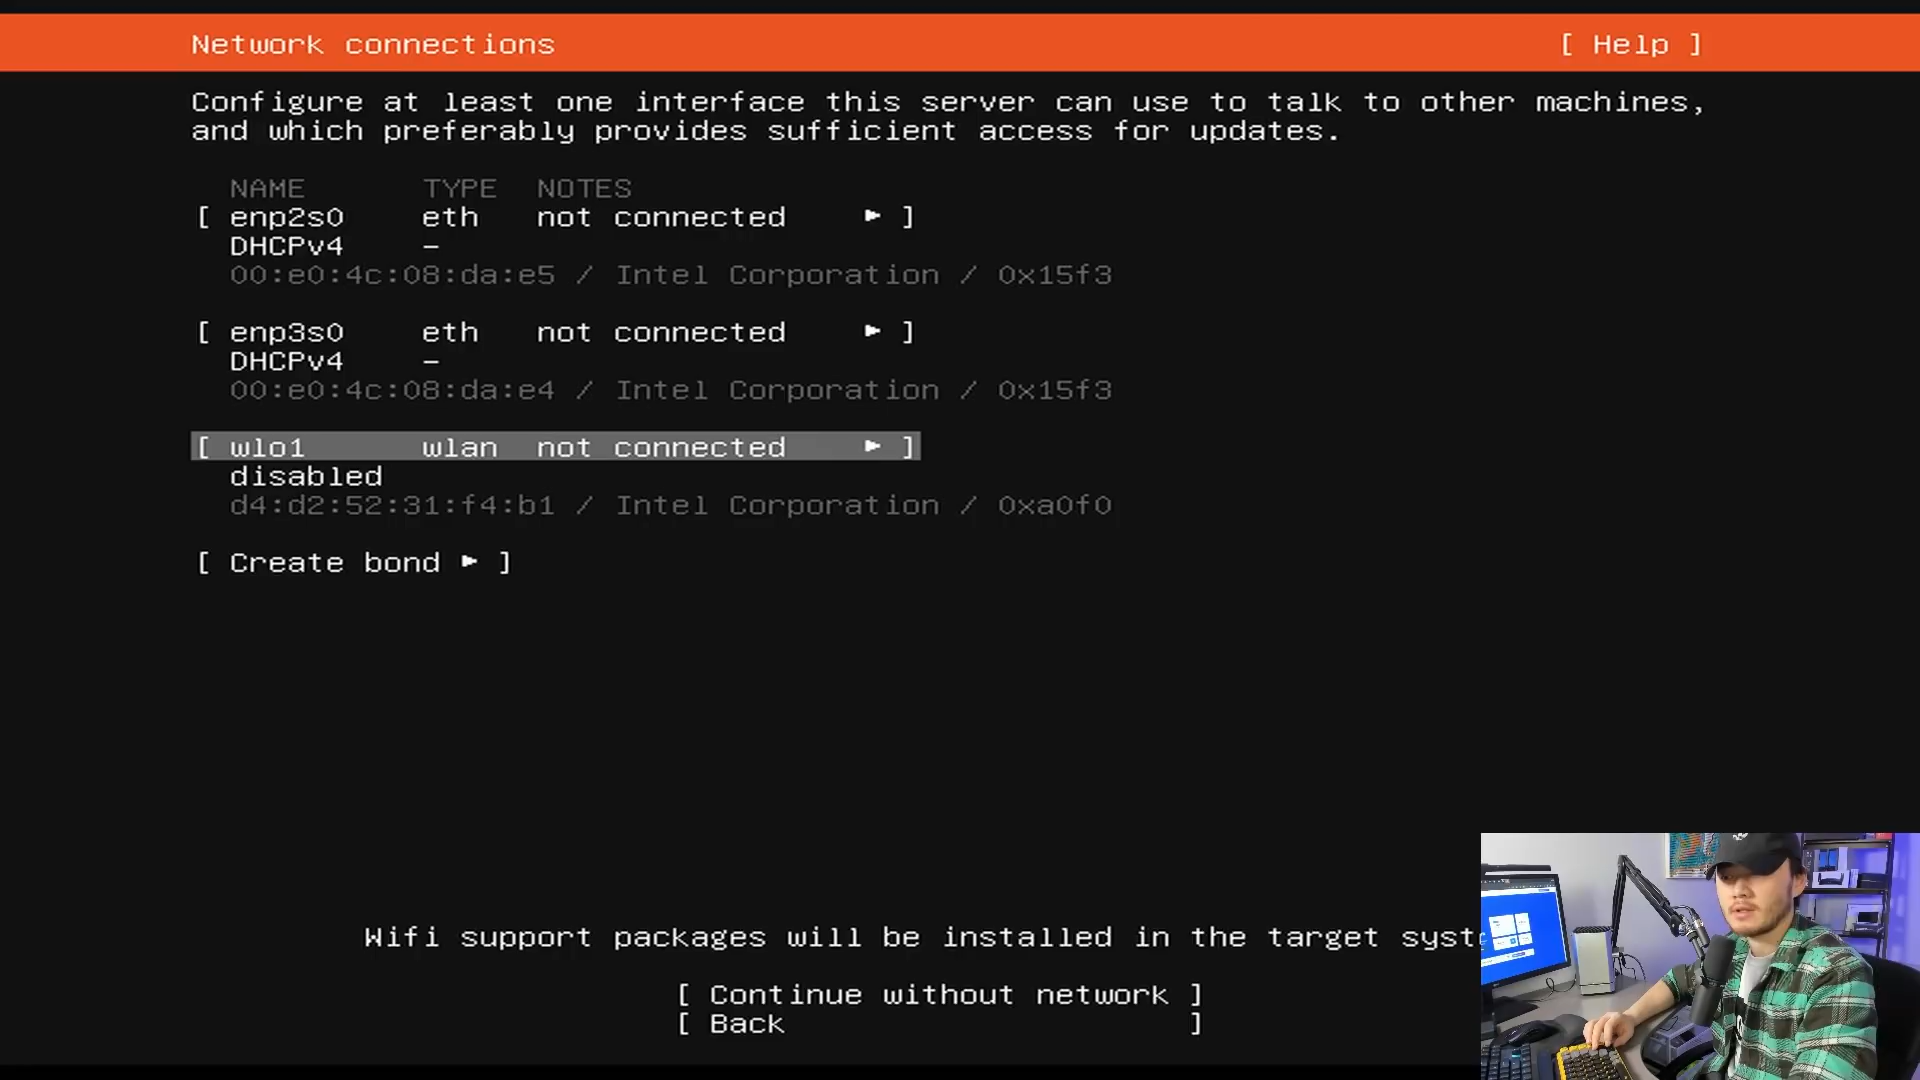 Network connections [ Help ]
Configure at least one interface this server can use to talk to other machines,
and which preferably provides sufficient access for updates.
NAME TYPE NOTES
[ enp2s0 eth not connected ► ]
DHCPv4 –
00:e0:4c:08:da:e5 / Intel Corporation / 0x15f3
[ enp3s0 eth not connected ► ]
DHCPv4 –
00:e0:4c:08:da:e4 / Intel Corporation / 0x15f3
[ wlo1 wlan not connected ► ]
disabled
d4:d2:52:31:f4:b1 / Intel Corporation / 0xa0f0
[ Create bond ► ]
Wifi support packages will be installed in the target syst
[ Continue without network ]
[ Back ]